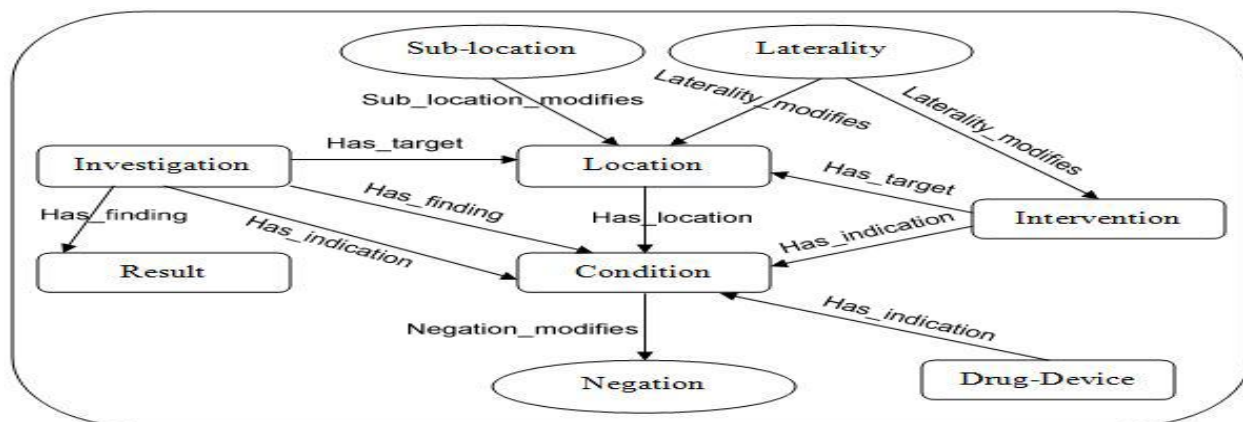 Sub-location
Laterality
Sub_location_modifies
Laterality_modifies
Laterality_modifies
Investigation
Has_target
Location
Has_target
Intervention
Has_finding
Has_finding
Has_indication
Has_location
Has_indication
Result
Condition
Negation_modifies
Has_indication
Negation
Drug-Device